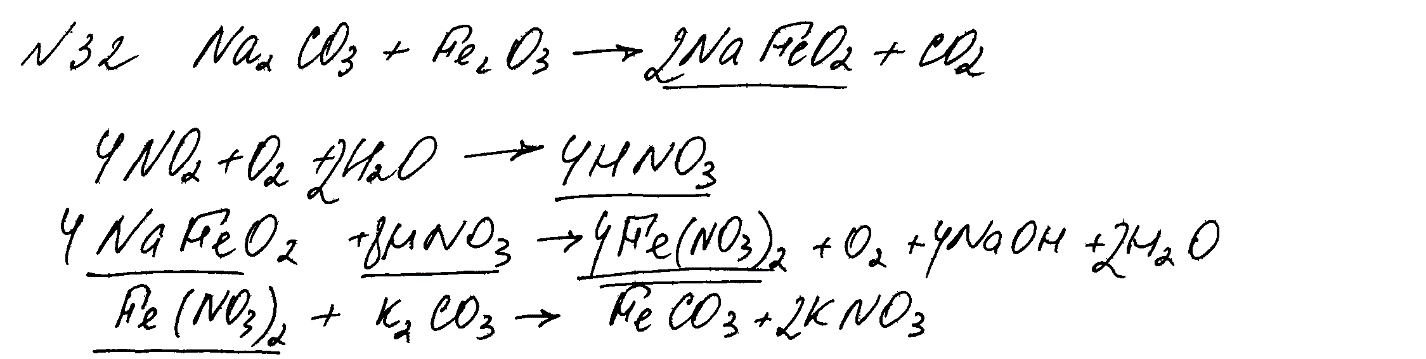 N32 Na₂CO₃ + Fe₂O₃ → 2NaFeO₂ + CO₂
4NO₂ + O₂ + 2H₂O → 4HNO₃
4NaFeO₂ + 8HNO₃ → 4Fe(NO₃)₂ + O₂ + 4NaOH + 2H₂O
Fe(NO₃)₂ + K₂CO₃ → FeCO₃ + 2KNO₃